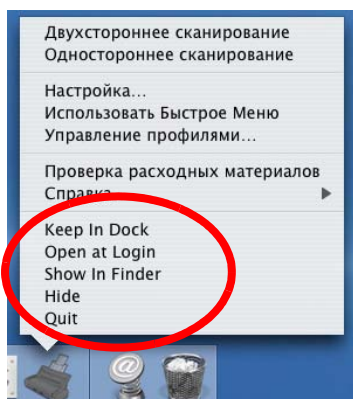 Двухстороннее сканирование
Одностороннее сканирование
Настройка...
Использовать Быстрое Меню
Управление профилями...
Проверка расходных материалов
Справка
Keep In Dock
Open at Login
Show In Finder
Hide
Quit